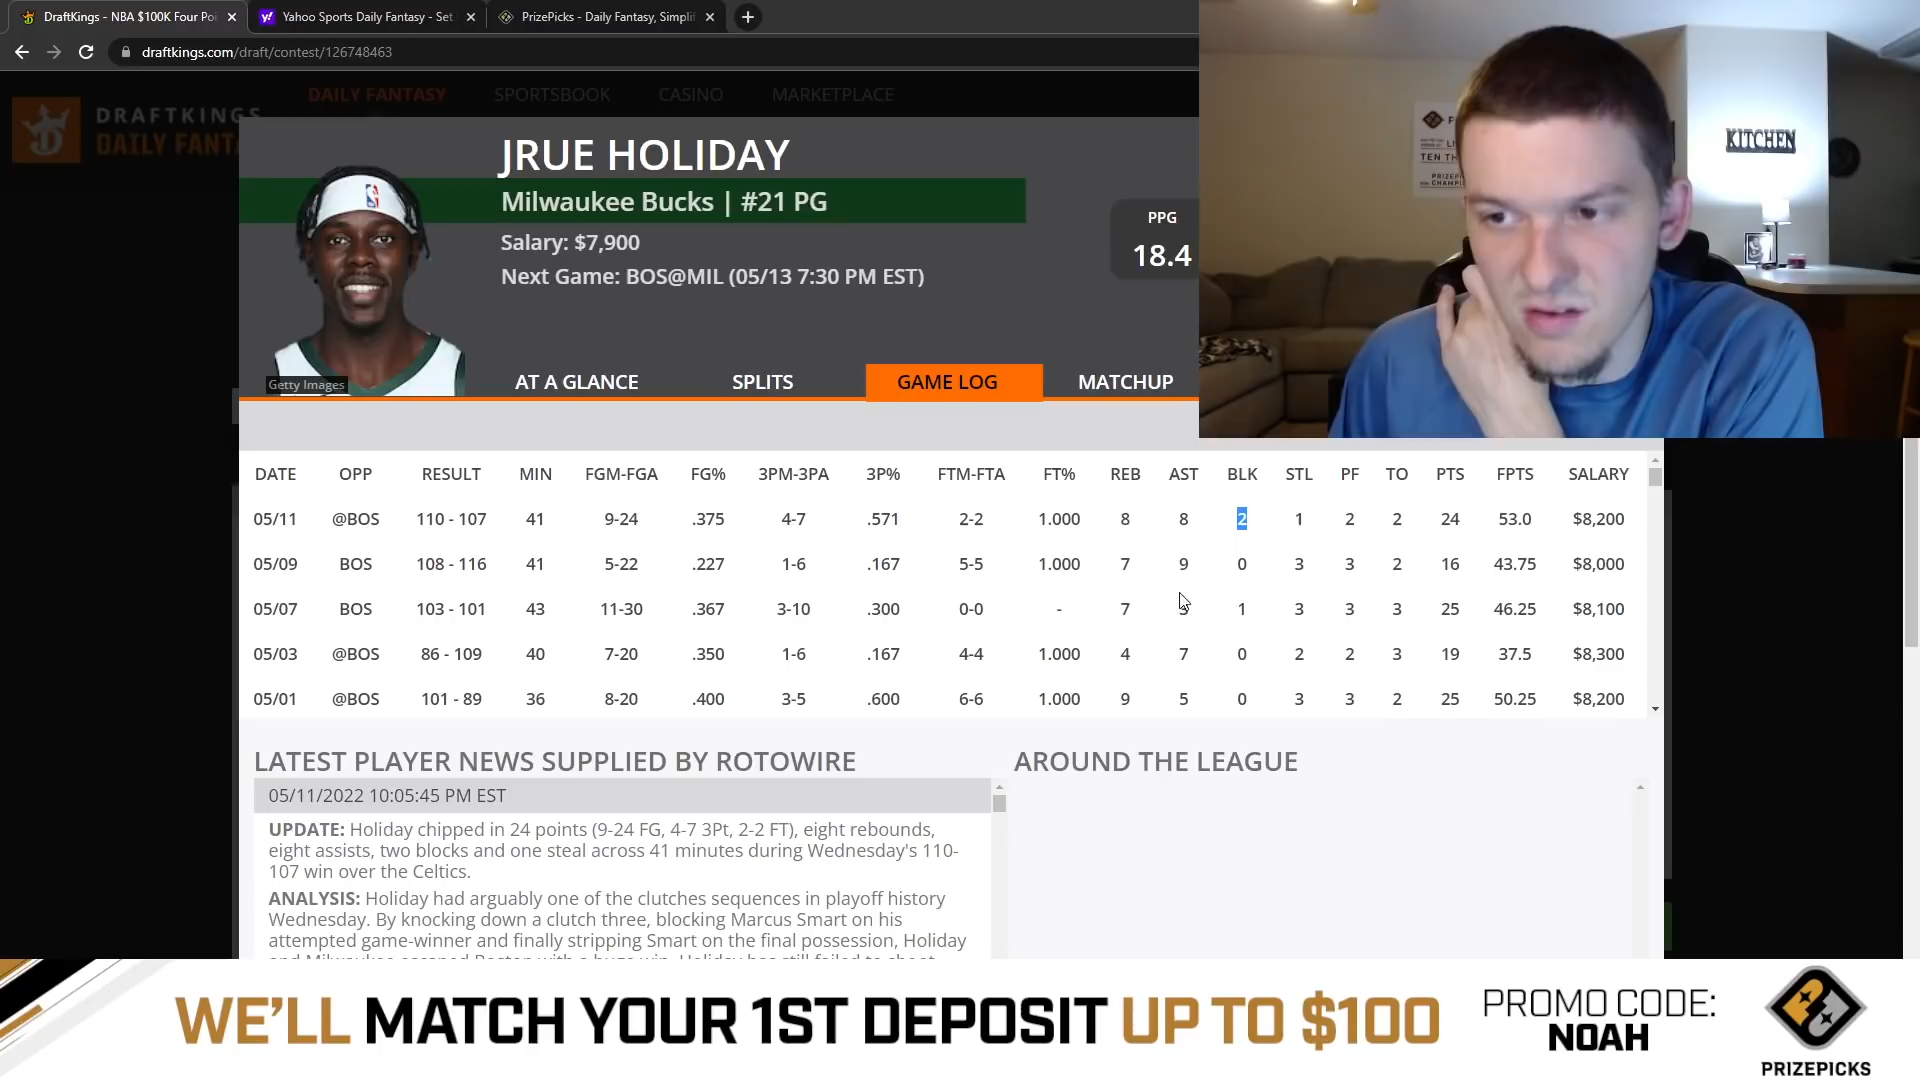 DraftKings - NBA $100K Four Poi
Yahoo Sports Daily Fantasy - Set
PrizePicks - Daily Fantasy, Simplif
draftkings.com/draft/contest/126748463
DRAFTKINGS
DAILY FANTA
DAILY FANTASY SPORTSBOOK CASINO MARKETPLACE
JRUE HOLIDAY
Milwaukee Bucks | #21 PG
Salary: $7,900
Next Game: BOS@MIL (05/13 7:30 PM EST)
PPG
18.4
Getty Images
AT A GLANCE SPLITS GAME LOG MATCHUP
KITCHEN
TEN TH
PRIZEPICK
CHAMPI
DATE OPP RESULT MIN FGM-FGA FG% 3PM-3PA 3P% FTM-FTA FT% REB AST BLK STL PF TO PTS FPTS SALARY
05/11 @BOS 110 - 107 41 9-24 .375 4-7 .571 2-2 1.000 8 8 2 1 2 2 24 53.0 $8,200
05/09 BOS 108 - 116 41 5-22 .227 1-6 .167 5-5 1.000 7 9 0 3 3 2 16 43.75 $8,000
05/07 BOS 103 - 101 43 11-30 .367 3-10 .300 0-0 - 7 1 3 3 3 25 46.25 $8,100
05/03 @BOS 86 - 109 40 7-20 .350 1-6 .167 4-4 1.000 4 7 0 2 2 3 19 37.5 $8,300
05/01 @BOS 101 - 89 36 8-20 .400 3-5 .600 6-6 1.000 9 5 0 3 3 2 25 50.25 $8,200
LATEST PLAYER NEWS SUPPLIED BY ROTOWIRE
AROUND THE LEAGUE
05/11/2022 10:05:45 PM EST
UPDATE: Holiday chipped in 24 points (9-24 FG, 4-7 3Pt, 2-2 FT), eight rebounds,
eight assists, two blocks and one steal across 41 minutes during Wednesday's 110-
107 win over the Celtics.
ANALYSIS: Holiday had arguably one of the clutches sequences in playoff history
Wednesday. By knocking down a clutch three, blocking Marcus Smart on his
attempted game-winner and finally stripping Smart on the final possession, Holiday
WE'LL MATCH YOUR 1ST DEPOSIT UP TO $100
PROMO CODE:
NOAH
PRIZEPICKS